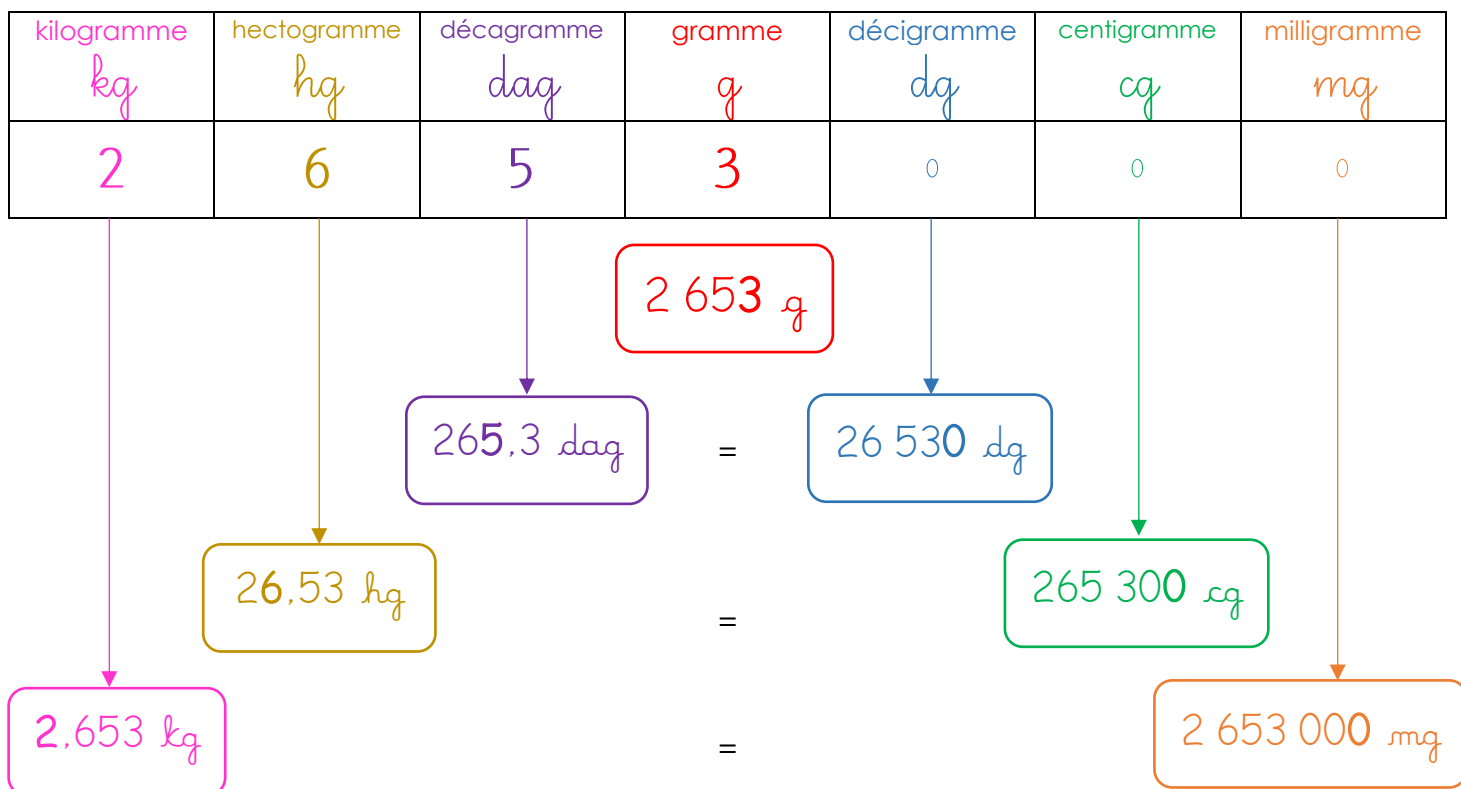 kilogramme hectogramme décagramme gramme décigramme centigramme milligramme
kg hg dag g dg cg mg
2 6 5 3 0 0 0
2 653 g
265,3 dag = 26 530 dg
26,53 hg = 265 300 cg
2,653 kg = 2 653 000 mg